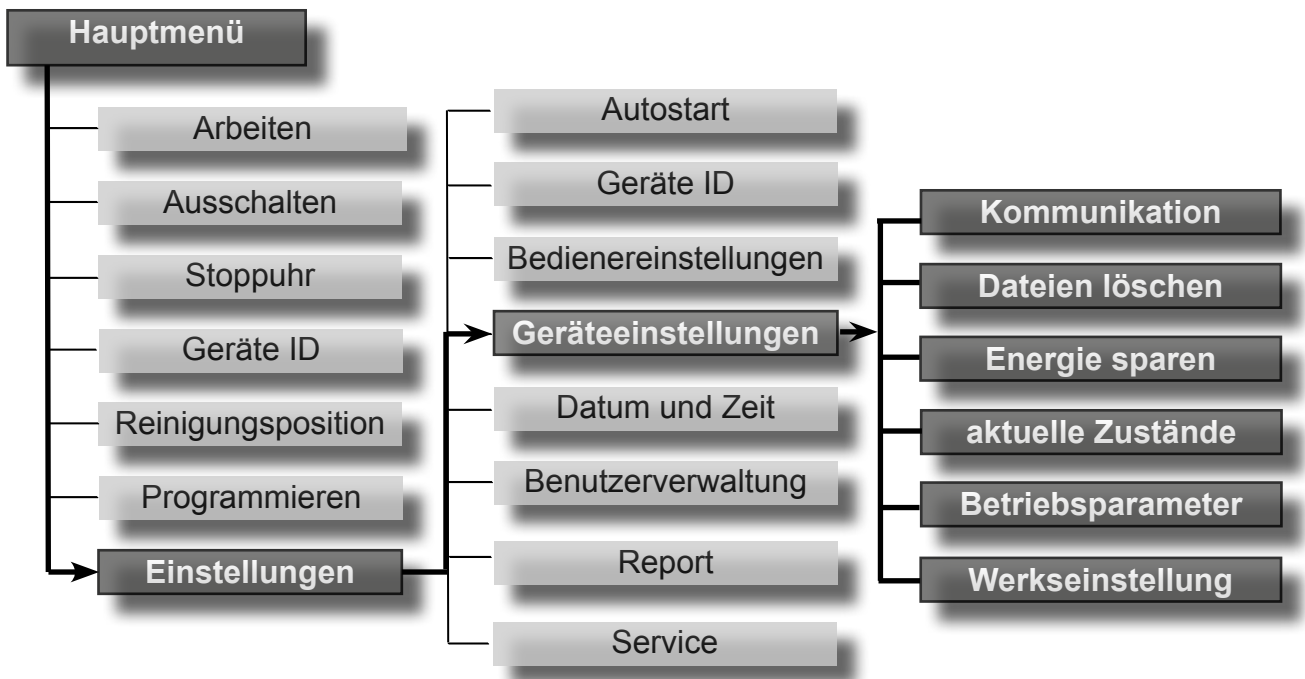 Hauptmenü
Arbeiten
Ausschalten
Stoppuhr
Geräte ID
Reinigungsposition
Programmieren
Einstellungen
Autostart
Geräte ID
Bedienereinstellungen
Geräteeinstellungen
Datum und Zeit
Benutzerverwaltung
Report
Service
Kommunikation
Dateien löschen
Energie sparen
aktuelle Zustände
Betriebsparameter
Werkseinstellung